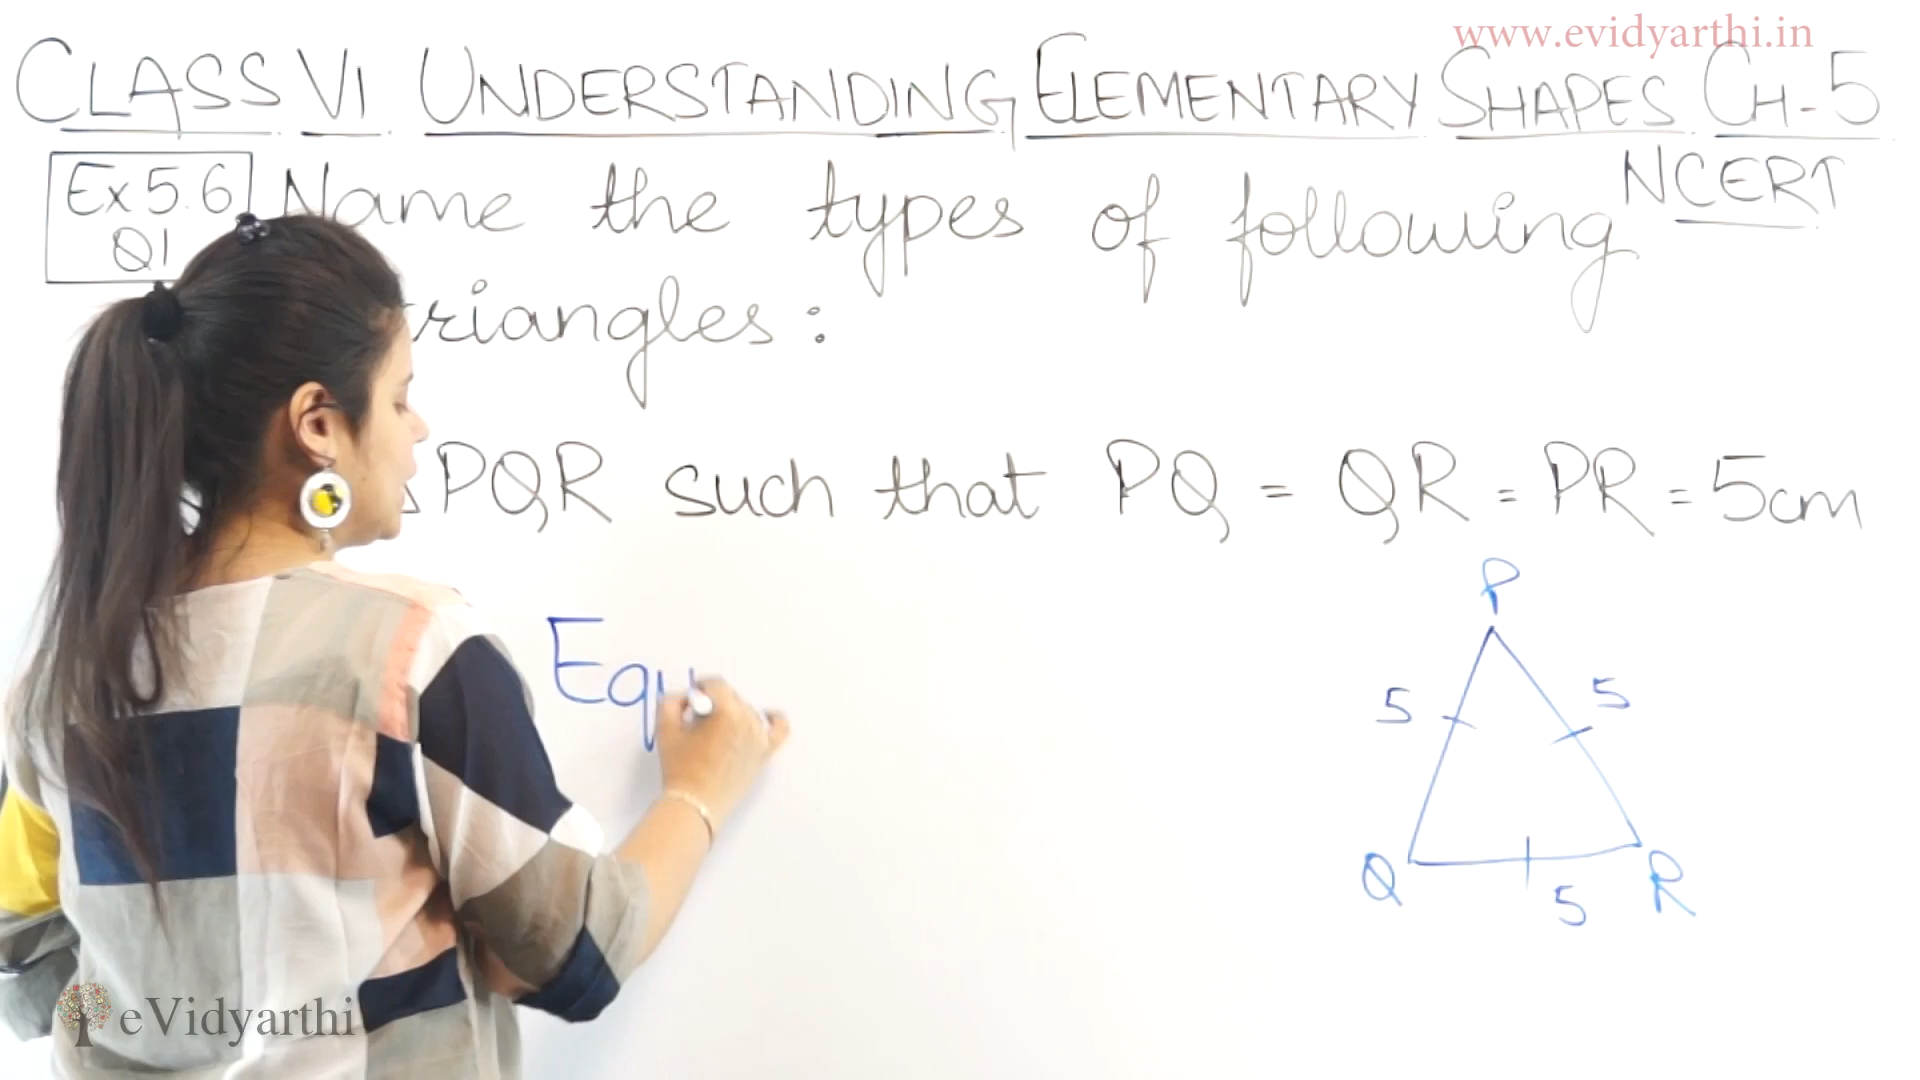 www.evidyarthi.in
CLASS VI UNDERSTANDING ELEMENTARY SHAPES CH-5
NCERT
Ex 5.6
Q1
Name the types of following
riangles:
PQR such that PQ = QR = PR = 5cm
P
Equ
5
5
Q
R
5
eVidyarthi